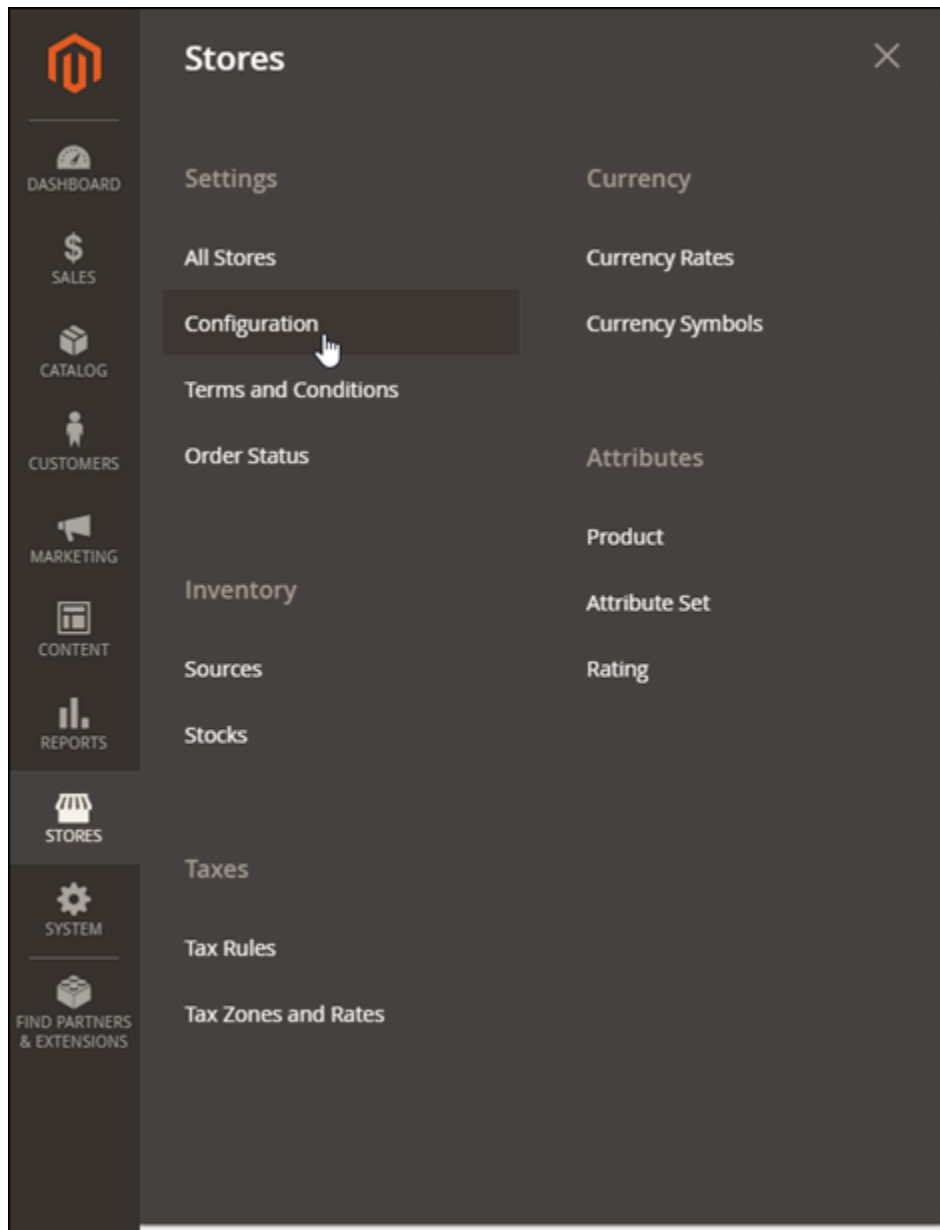 DASHBOARD
SALES
CATALOG
CUSTOMERS
MARKETING
CONTENT
REPORTS
STORES
SYSTEM
FIND PARTNERS
& EXTENSIONS
Stores
Settings
All Stores
Configuration
Terms and Conditions
Order Status
Inventory
Sources
Stocks
Taxes
Tax Rules
Tax Zones and Rates
Currency
Currency Rates
Currency Symbols
Attributes
Product
Attribute Set
Rating